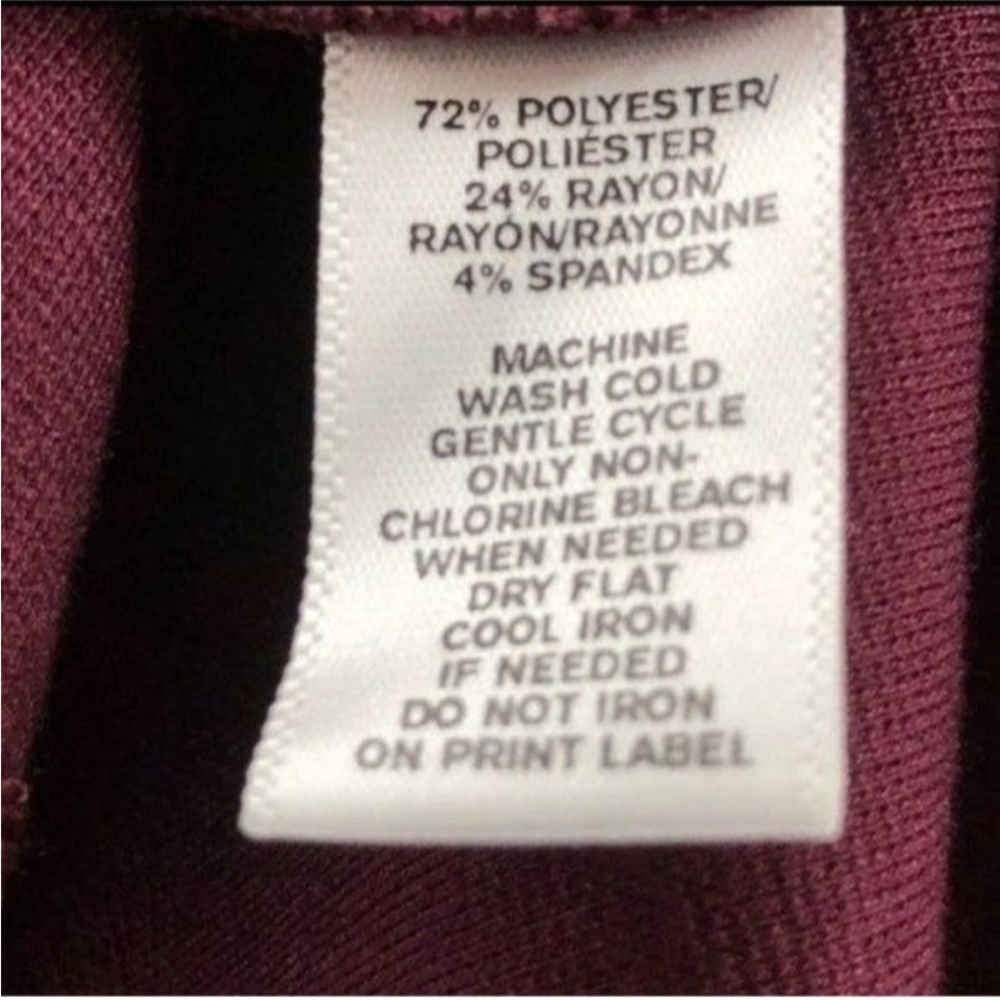 72% POLYESTER/
POLIÉSTER
24% RAYON/
RAYÓN/RAYONNE
4% SPANDEX
MACHINE
WASH COLD
GENTLE CYCLE
ONLY NON-
CHLORINE BLEACH
WHEN NEEDED
DRY FLAT
COOL IRON
IF NEEDED
DO NOT IRON
ON PRINT LABEL